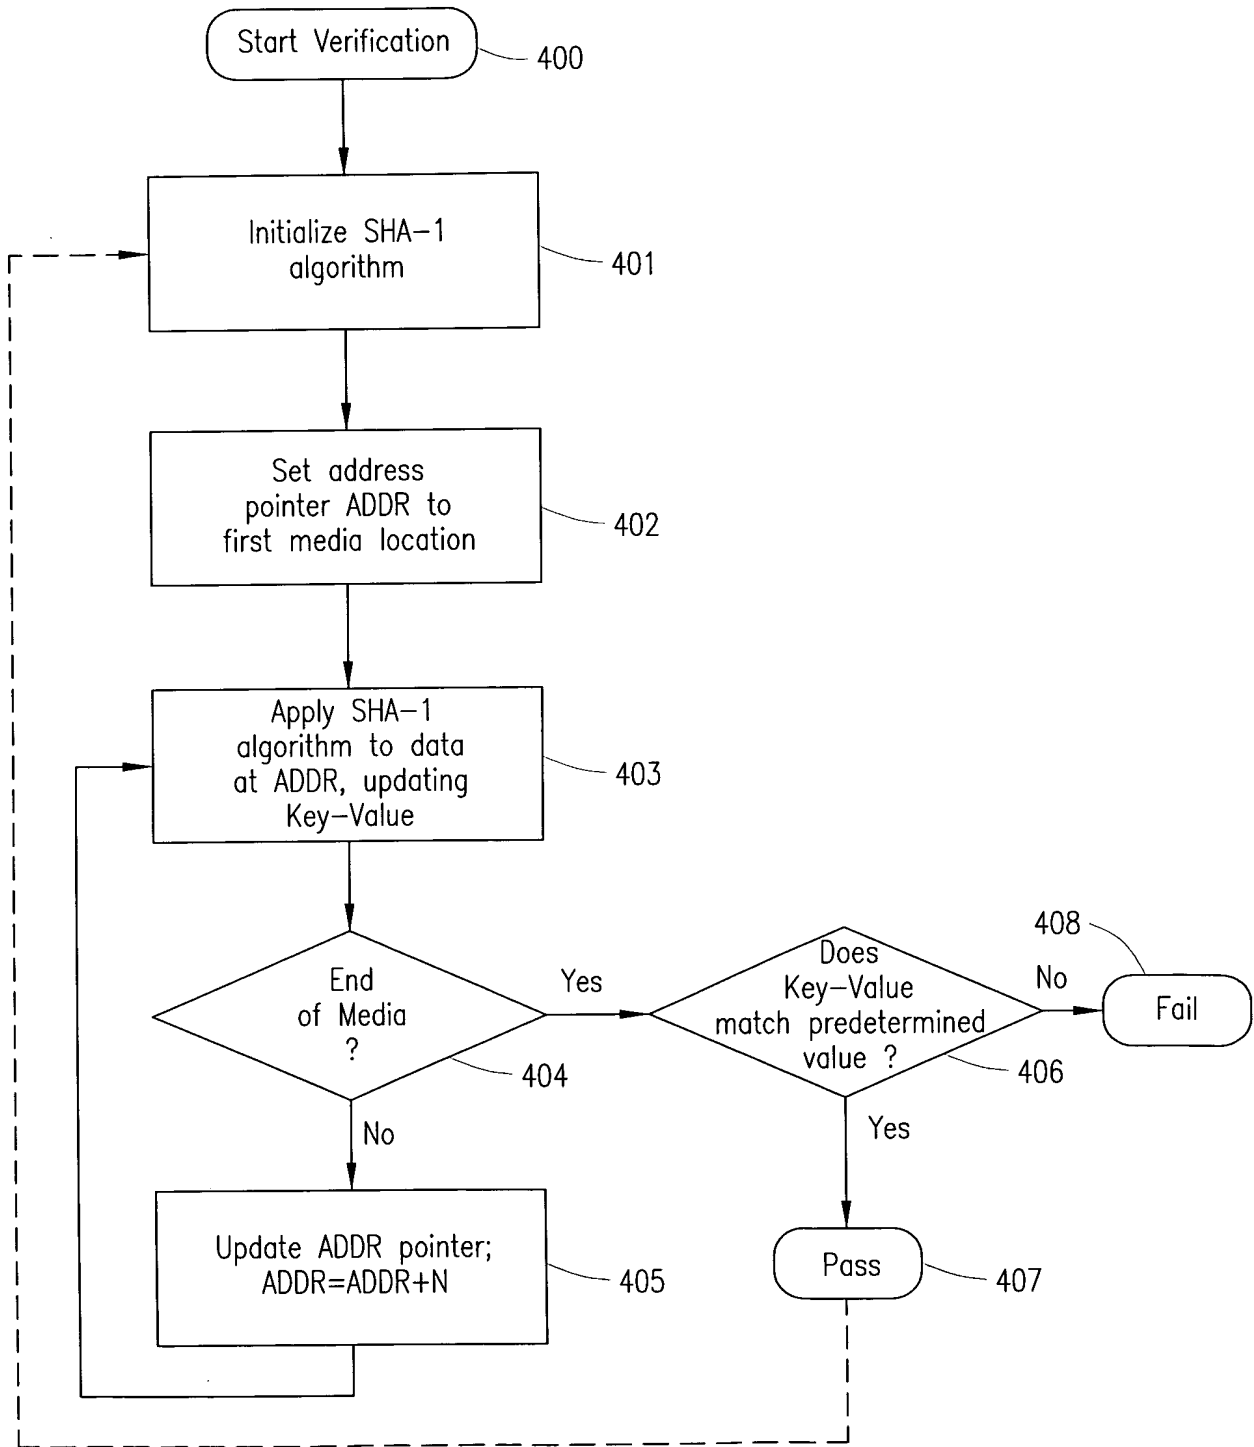 Start Verification
400
Initialize SHA-1
algorithm
401
Set address
pointer ADDR to
first media location
402
Apply SHA-1
algorithm to data
at ADDR, updating
Key-Value
403
End
of Media
?
404
Yes
No
Does
Key-Value
match predetermined
value ?
406
No
408
Fail
Yes
Update ADDR pointer;
ADDR=ADDR+N
405
Pass
407